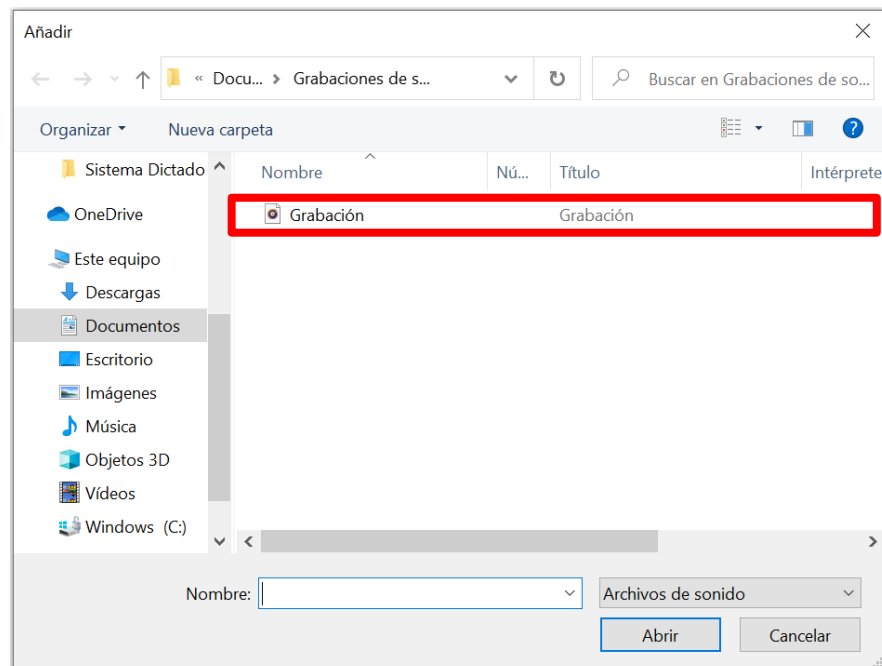 Añadir
« Docu... > Grabaciones de s...
Buscar en Grabaciones de so...
Organizar
Nueva carpeta
Sistema Dictado
OneDrive
Este equipo
Descargas
Documentos
Escritorio
Imágenes
Música
Objetos 3D
Vídeos
Windows (C:)
Nombre Nú... Título Intérprete
Grabación Grabación
Nombre:
Archivos de sonido
Abrir Cancelar